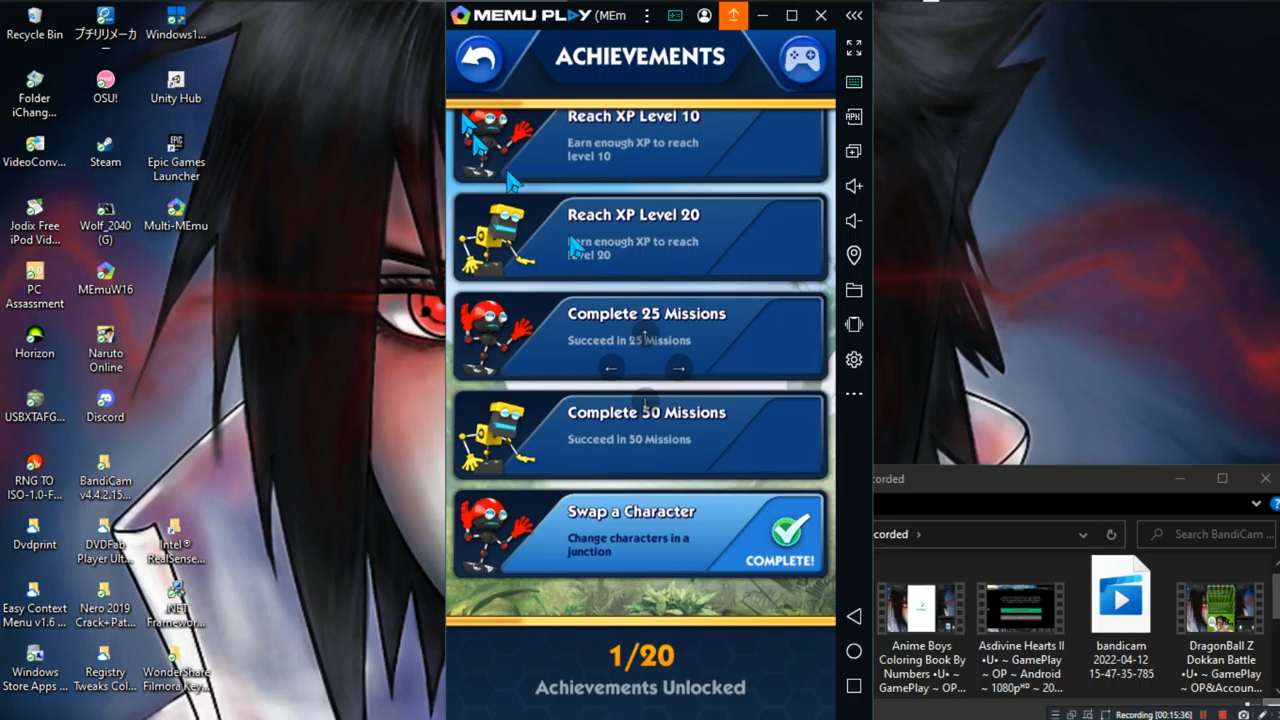 Recycle Bin
プチリリメーカー
Windows1...
Folder iChang...
OSU!
Unity Hub
VideoConv...
Steam
Epic Games Launcher
Jodix Free iPod Vid...
Wolf_2040 (G)
Multi-MEmu
PC Assassment
MEmuW16
Horizon
Naruto Online
USBXTAFG...
Discord
RNG TO ISO-1.0-F...
BandiCam v4.4.2.15...
Dvdprint
DVDFab Player Ult...
Intel® RealSense...
Easy Context Menu v1.6 ...
Nero 2019 Crack+Pat...
.NET Framewor...
Windows Store Apps ...
Registry Tweaks Col...
WonderShare Filmora Key...
MEMU PLAY (MEm
ACHIEVEMENTS
Reach XP Level 10
Earn enough XP to reach
level 10
Reach XP Level 20
Earn enough XP to reach
level 20
Complete 25 Missions
Succeed in 25 Missions
Complete 50 Missions
Succeed in 50 Missions
Swap a Character
Change characters in a
junction
COMPLETE!
1/20
Achievements Unlocked
APK
orded
corded
Search BandiCam ...
Anime Boys
Coloring Book By
Numbers •U• ~
GamePlay ~ OP...
Asdivine Hearts II
•U• ~ GamePlay
~ OP ~ Android
~ 1080pᴴᴰ ~ 20...
bandicam
2022-04-12
15-47-35-785
DragonBall Z
Dokkan Battle
•U• ~ GamePlay ~
OP&Accoun...
Recording [00:15:36]